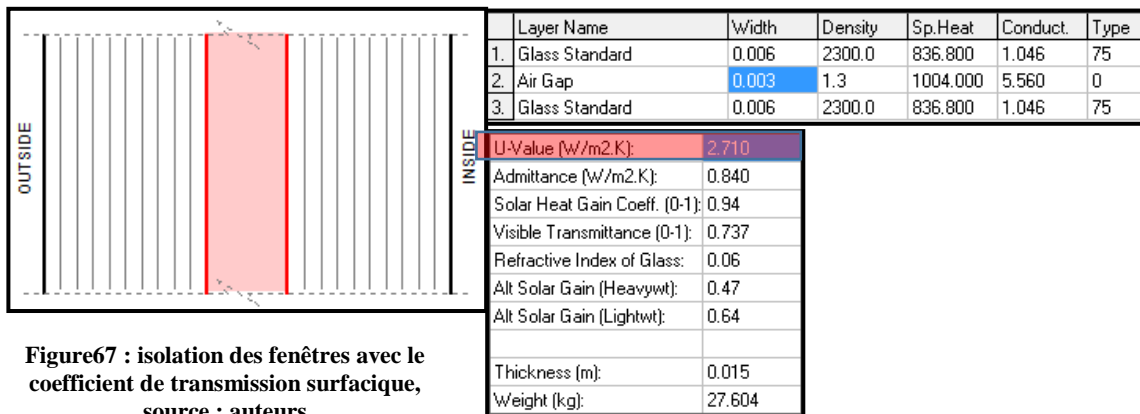 OUTSIDE
INSIDE
Layer Name Width Density Sp.Heat Conduct. Type
1. Glass Standard 0.006 2300.0 836.800 1.046 75
2. Air Gap 0.003 1.3 1004.000 5.560 0
3. Glass Standard 0.006 2300.0 836.800 1.046 75
U-Value (W/m2.K): 2.710
Admittance (W/m2.K): 0.840
Solar Heat Gain Coeff. (0-1): 0.94
Visible Transmittance (0-1): 0.737
Refractive Index of Glass: 0.06
Alt Solar Gain (Heavywt): 0.47
Alt Solar Gain (Lightwt): 0.64
Thickness (m): 0.015
Weight (kg): 27.604
Figure67 : isolation des fenêtres avec le
coefficient de transmission surfacique,
source : auteurs